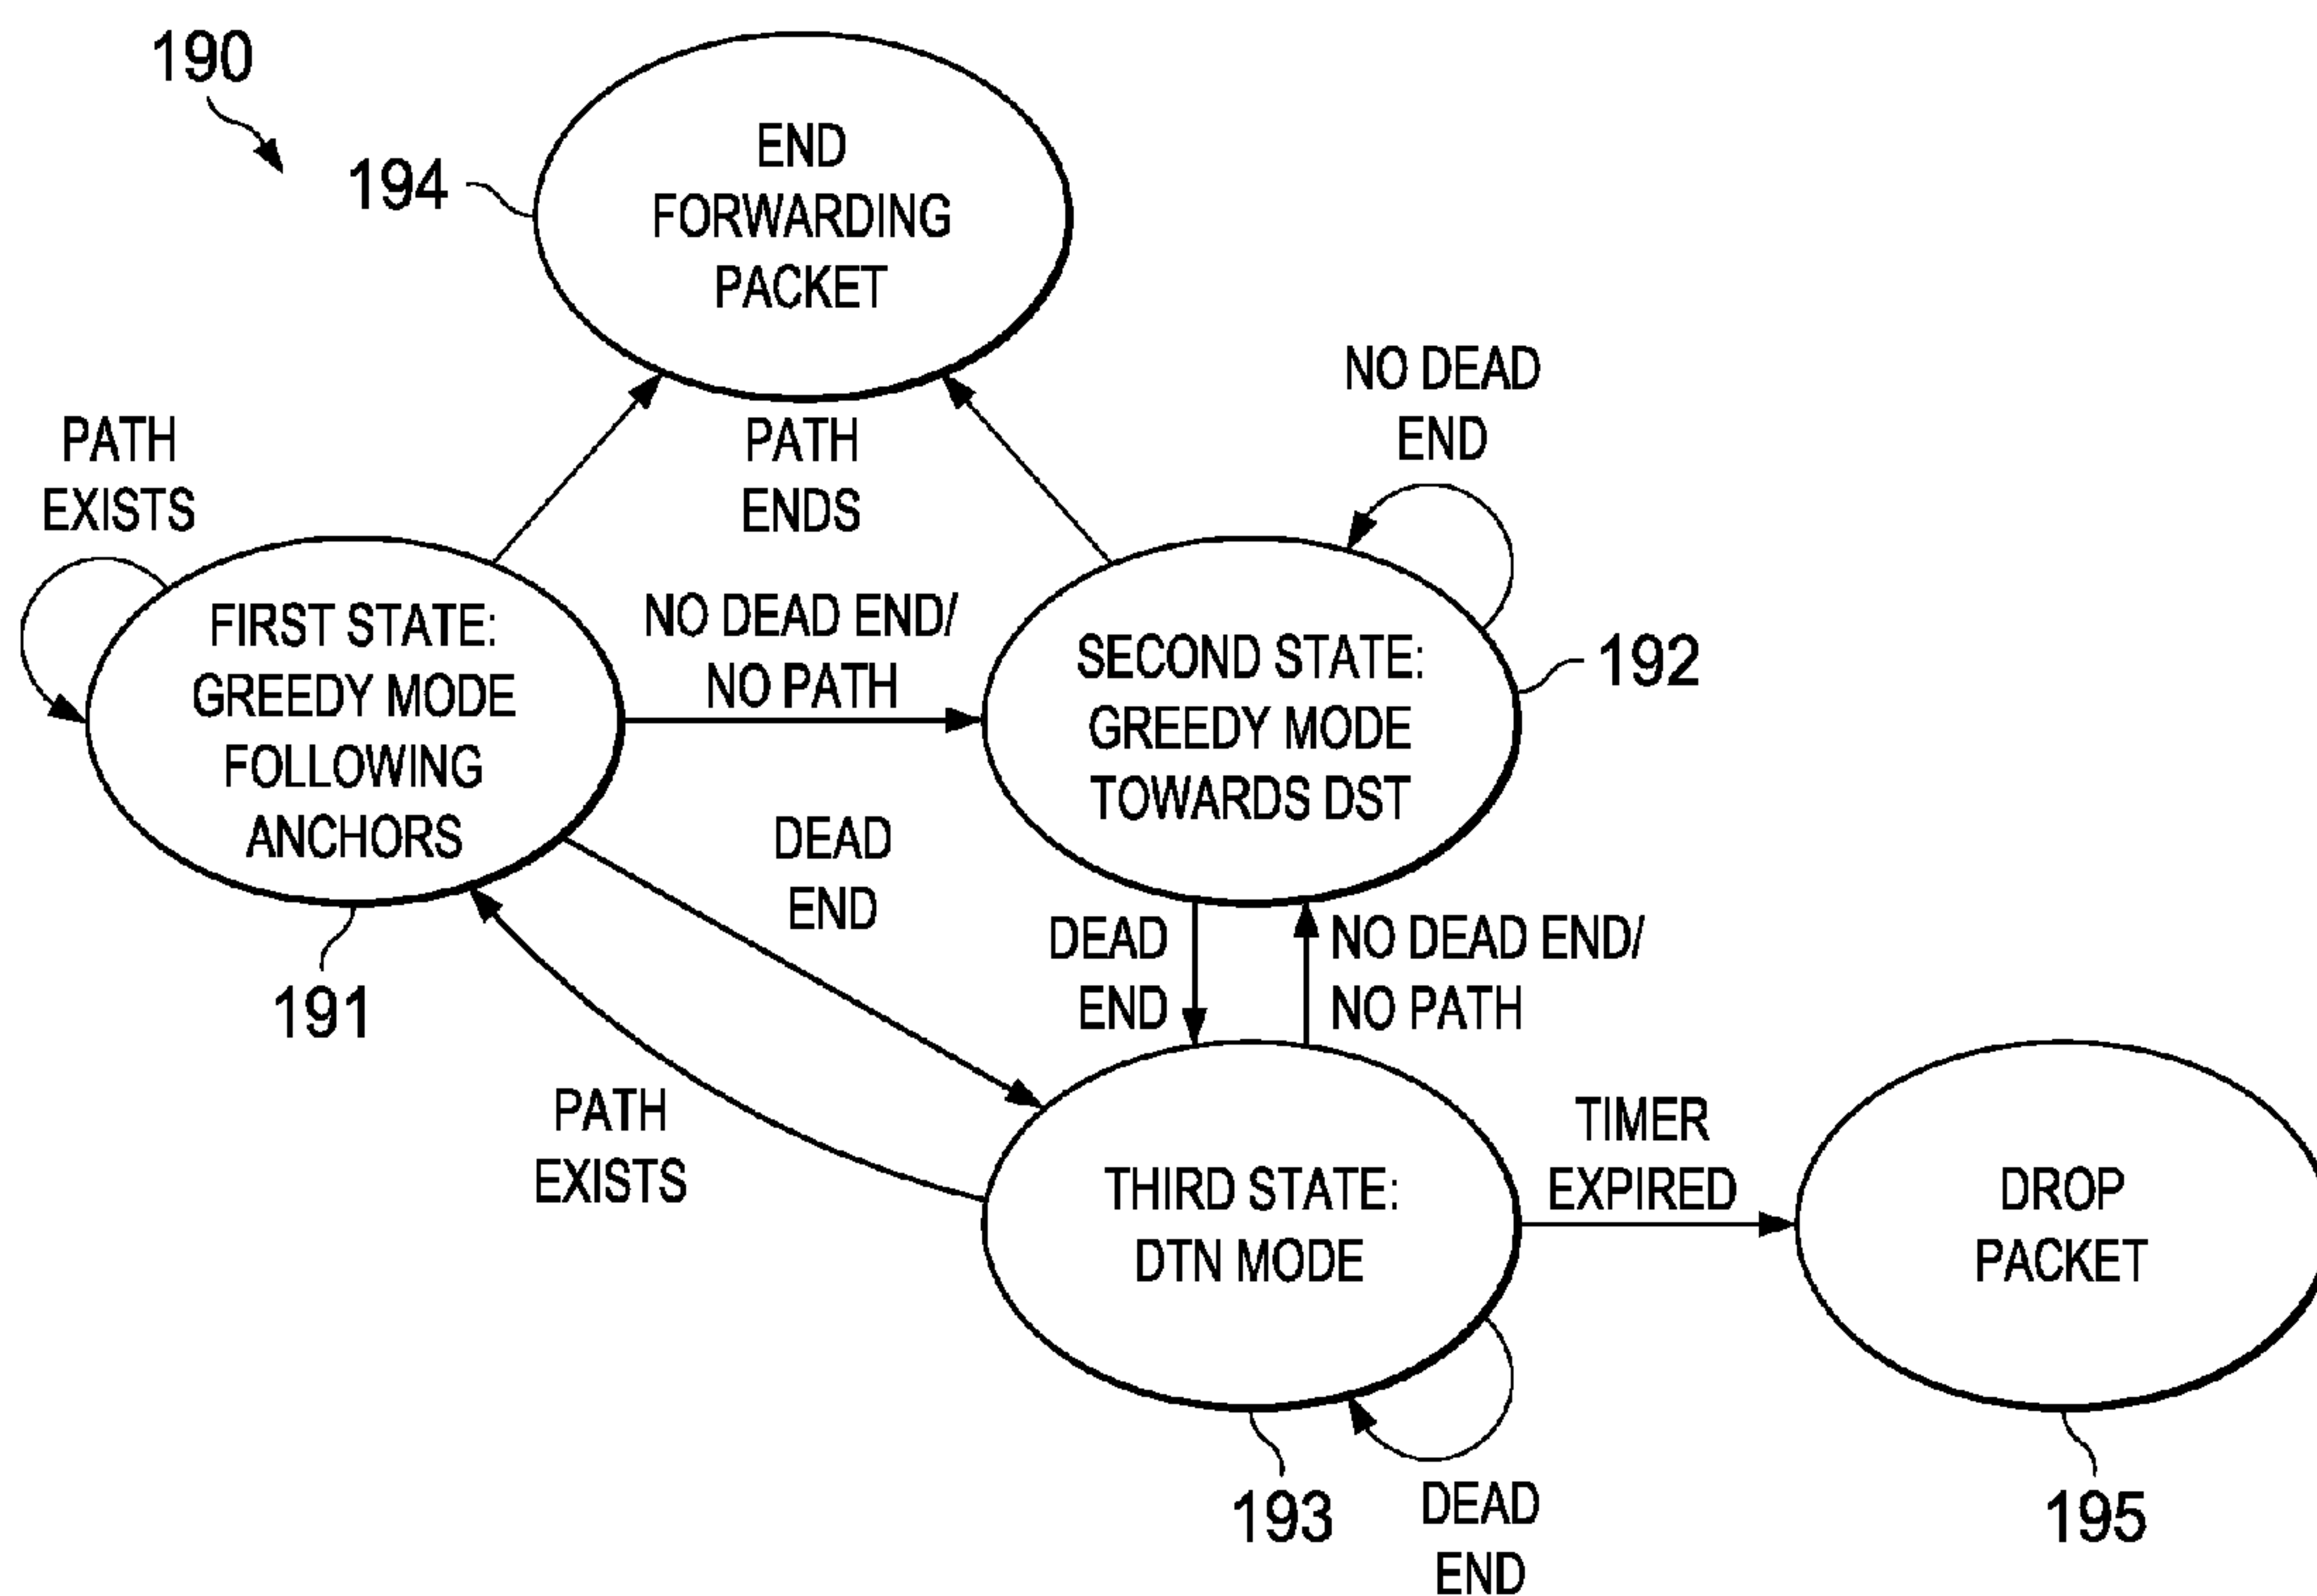 190
194
END
FORWARDING
PACKET
NO DEAD
END
PATH
EXISTS
PATH
ENDS
FIRST STATE:
GREEDY MODE
FOLLOWING
ANCHORS
191
NO DEAD END/
NO PATH
SECOND STATE:
GREEDY MODE
TOWARDS DST
192
DEAD
END
DEAD
END
NO DEAD END/
NO PATH
PATH
EXISTS
THIRD STATE:
DTN MODE
193
TIMER
EXPIRED
DROP
PACKET
195
DEAD
END